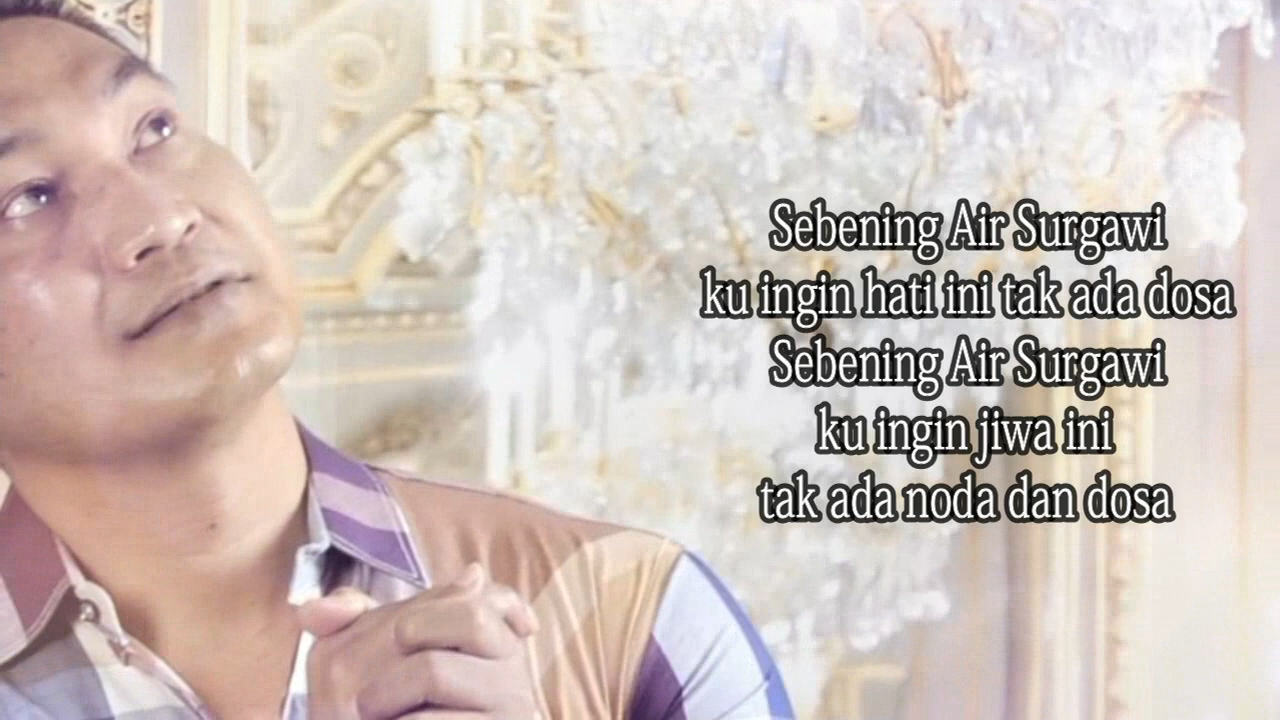 Sebening Air Surgawi
ku ingin hati ini tak ada dosa
Sebening Air Surgawi
ku ingin jiwa ini
tak ada noda dan dosa